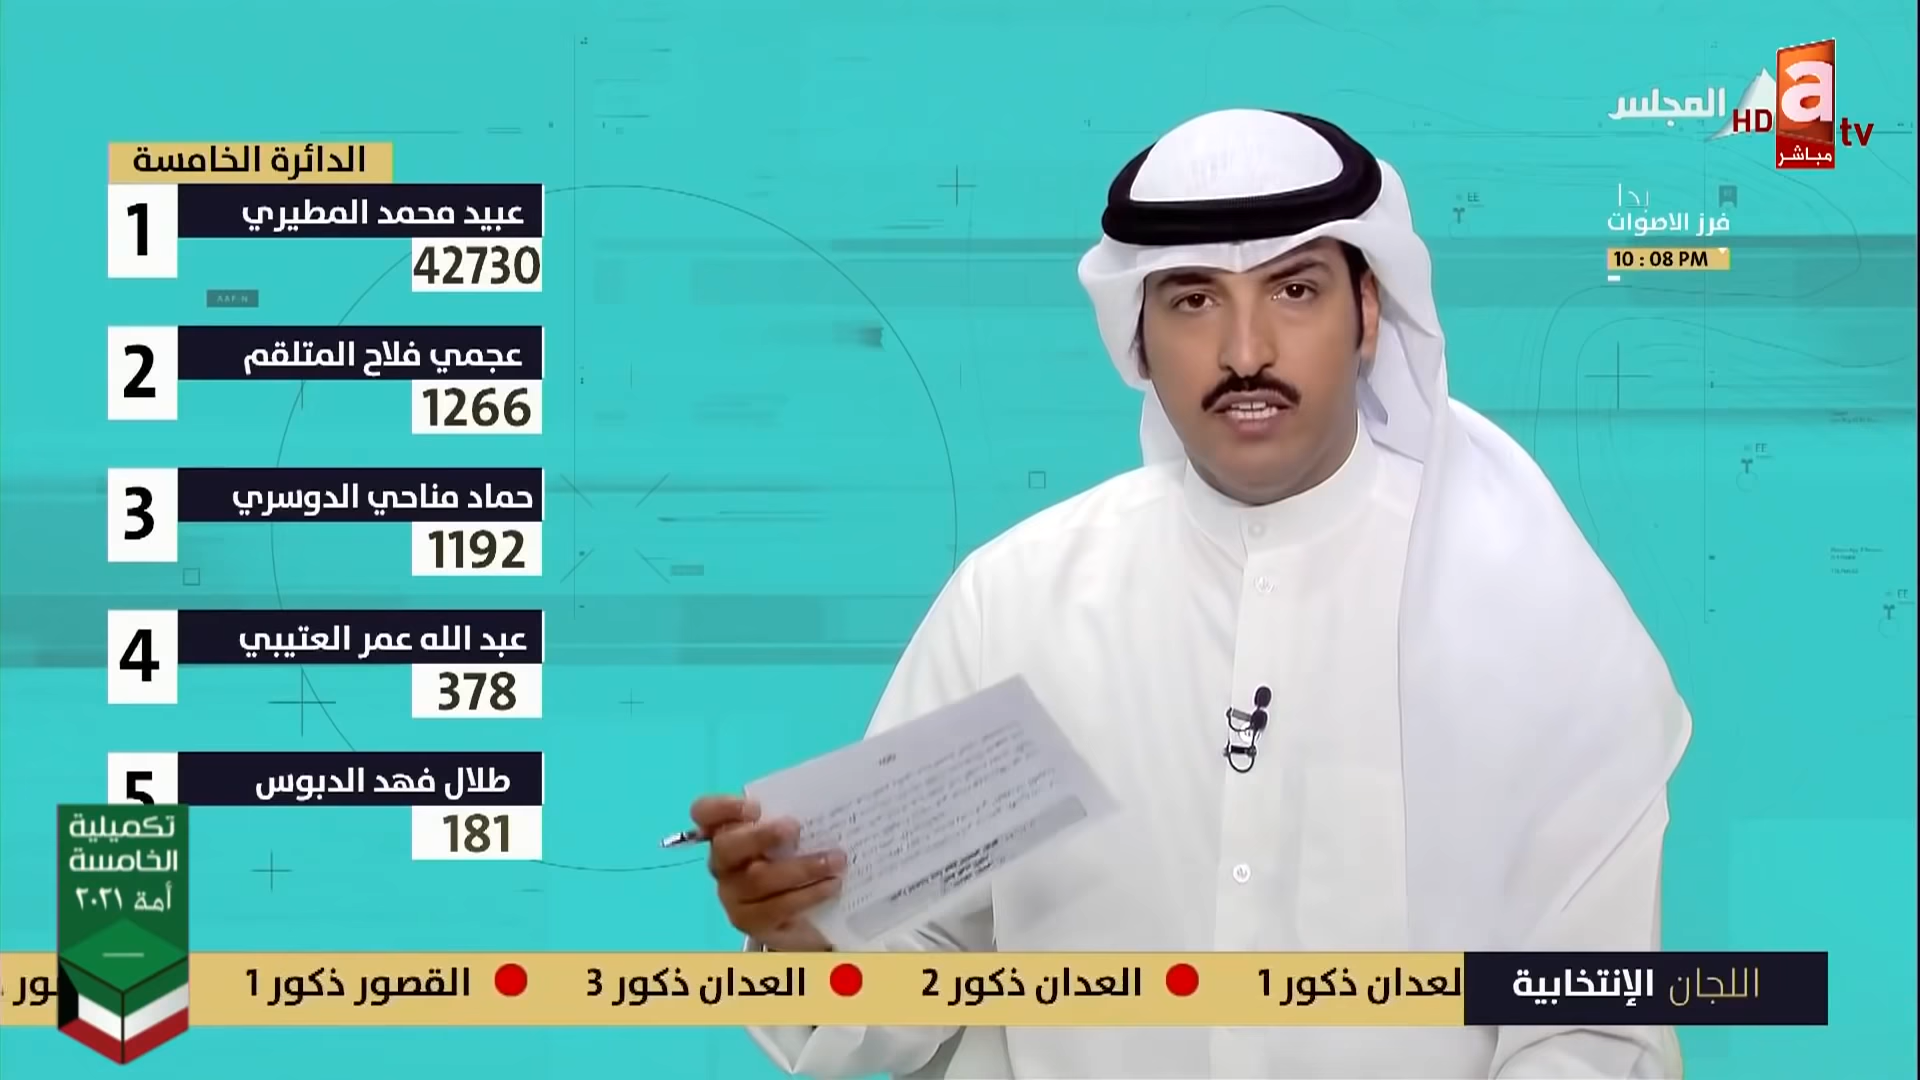 المجلس
HD
a tv
مباشر
بدأ
فرز الاصوات
10 : 08 PM
الدائرة الخامسة
1
عبيد محمد المطيري
42730
2
عجمي فلاح المتلقم
1266
3
حماد مناحي الدوسري
1192
4
عبد الله عمر العتيبي
378
5
طلال فهد الدبوس
181
تكميلية
الخامسة
أمة ٢٠٢١
اللجان الإنتخابية
لعدان ذكور 1 العدان ذكور 2 العدان ذكور 3 القصور ذكور 1